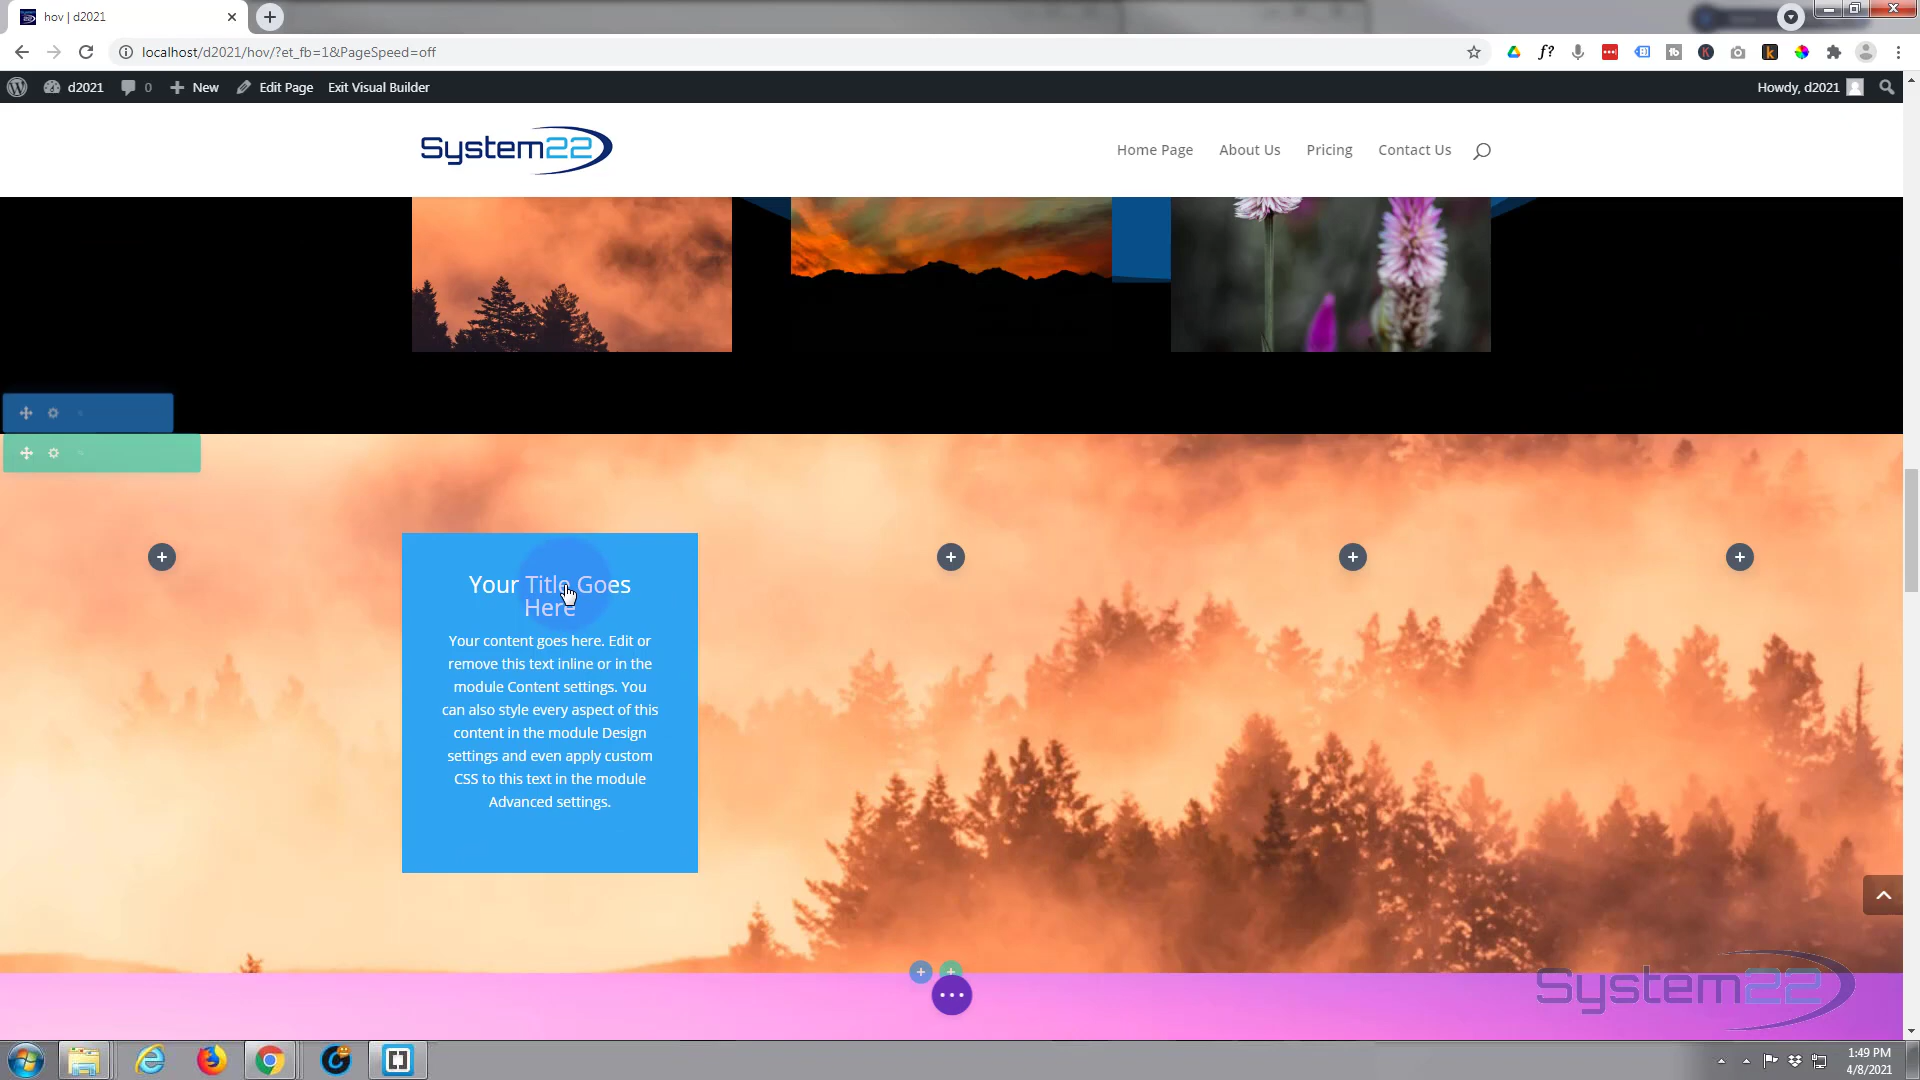 hov | d2021
localhost/d2021/hov/?et_fb=1&PageSpeed=off
d2021
0
New
Edit Page
Exit Visual Builder
Howdy, d2021
System22
Home Page
About Us
Pricing
Contact Us
Your Title Goes
Here
Your content goes here. Edit or
remove this text inline or in the
module Content settings. You
can also style every aspect of this
content in the module Design
settings and even apply custom
CSS to this text in the module
Advanced settings.
System22
1:49 PM
4/8/2021